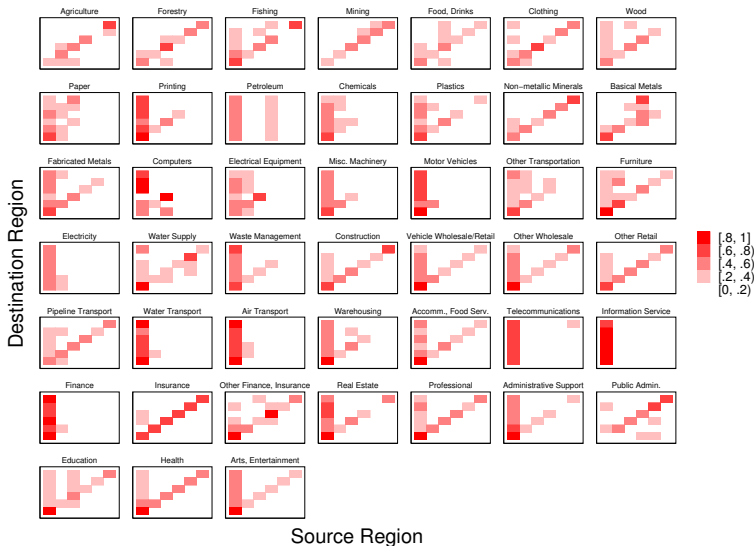 Agriculture Forestry Fishing Mining Food, Drinks Clothing Wood
Paper Printing Petroleum Chemicals Plastics Non-metallic Minerals Basical Metals
Fabricated Metals Computers Electrical Equipment Misc. Machinery Motor Vehicles Other Transportation Furniture
Electricity Water Supply Waste Management Construction Vehicle Wholesale/Retail Other Wholesale Other Retail
Pipeline Transport Water Transport Air Transport Warehousing Accomm., Food Serv. Telecommunications Information Service
Finance Insurance Other Finance, Insurance Real Estate Professional Administrative Support Public Admin.
Education Health Arts, Entertainment
Destination Region
Source Region
[.8, 1]
[.6, .8)
[.4, .6)
[.2, .4)
[0, .2)